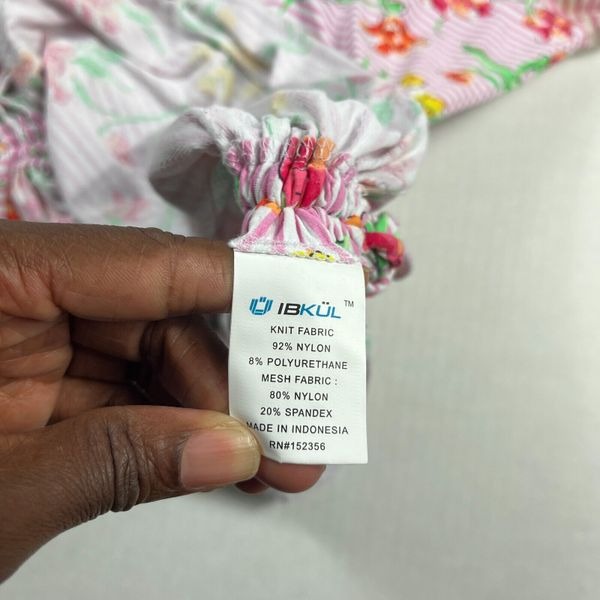 IBKÜL™
KNIT FABRIC
92% NYLON
8% POLYURETHANE
MESH FABRIC :
80% NYLON
20% SPANDEX
MADE IN INDONESIA
RN#152356